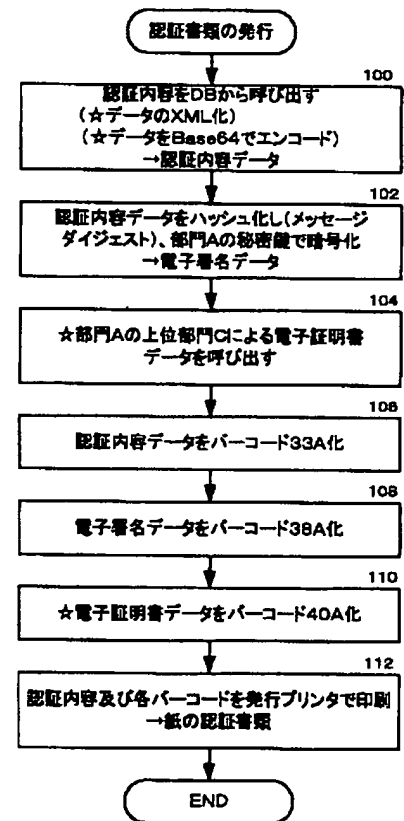 認証書類の発行
100
認証内容をDBから呼び出す
(☆データのXML化)
(☆データをBase64でエンコード)
→認証内容データ
102
認証内容データをハッシュ化し(メッセージ
ダイジェスト)、部門Aの秘密鍵で暗号化
→電子署名データ
104
☆部門Aの上位部門Cによる電子証明書
データを呼び出す
106
認証内容データをバーコード33A化
108
電子署名データをバーコード38A化
110
☆電子証明書データをバーコード40A化
112
認証内容及び各バーコードを発行プリンタで印刷
→紙の認証書類
END